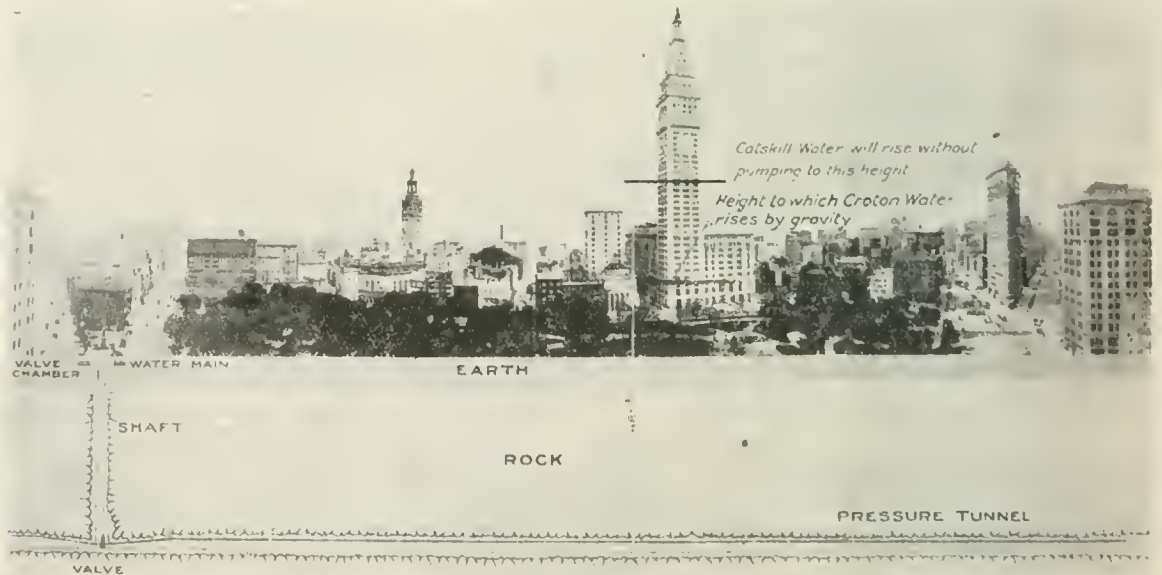 Catskill Water will rise without
pumping to this height
Height to which Croton Water
rises by gravity
VALVE
CHAMBER
WATER MAIN
EARTH
SHAFT
ROCK
PRESSURE TUNNEL
VALVE